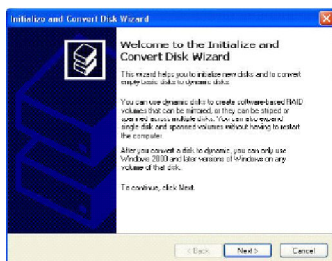 Initialize and Convert Disk Wizard
Welcome to the Initialize and
Convert Disk Wizard
This wizard helps you to initialize new disks and to convert
empty basic disks to dynamic disks.
You can use dynamic disks to create software-based RAID
volumes that can be mirrored, or they can be striped or
spanned across multiple disks. You can also expand
single disk and spanned volumes without having to restart
the computer.
After you convert a disk to dynamic, you can only use
Windows 2000 and later versions of Windows on any
volume of that disk.
To continue, click Next.
< Back
Next >
Cancel